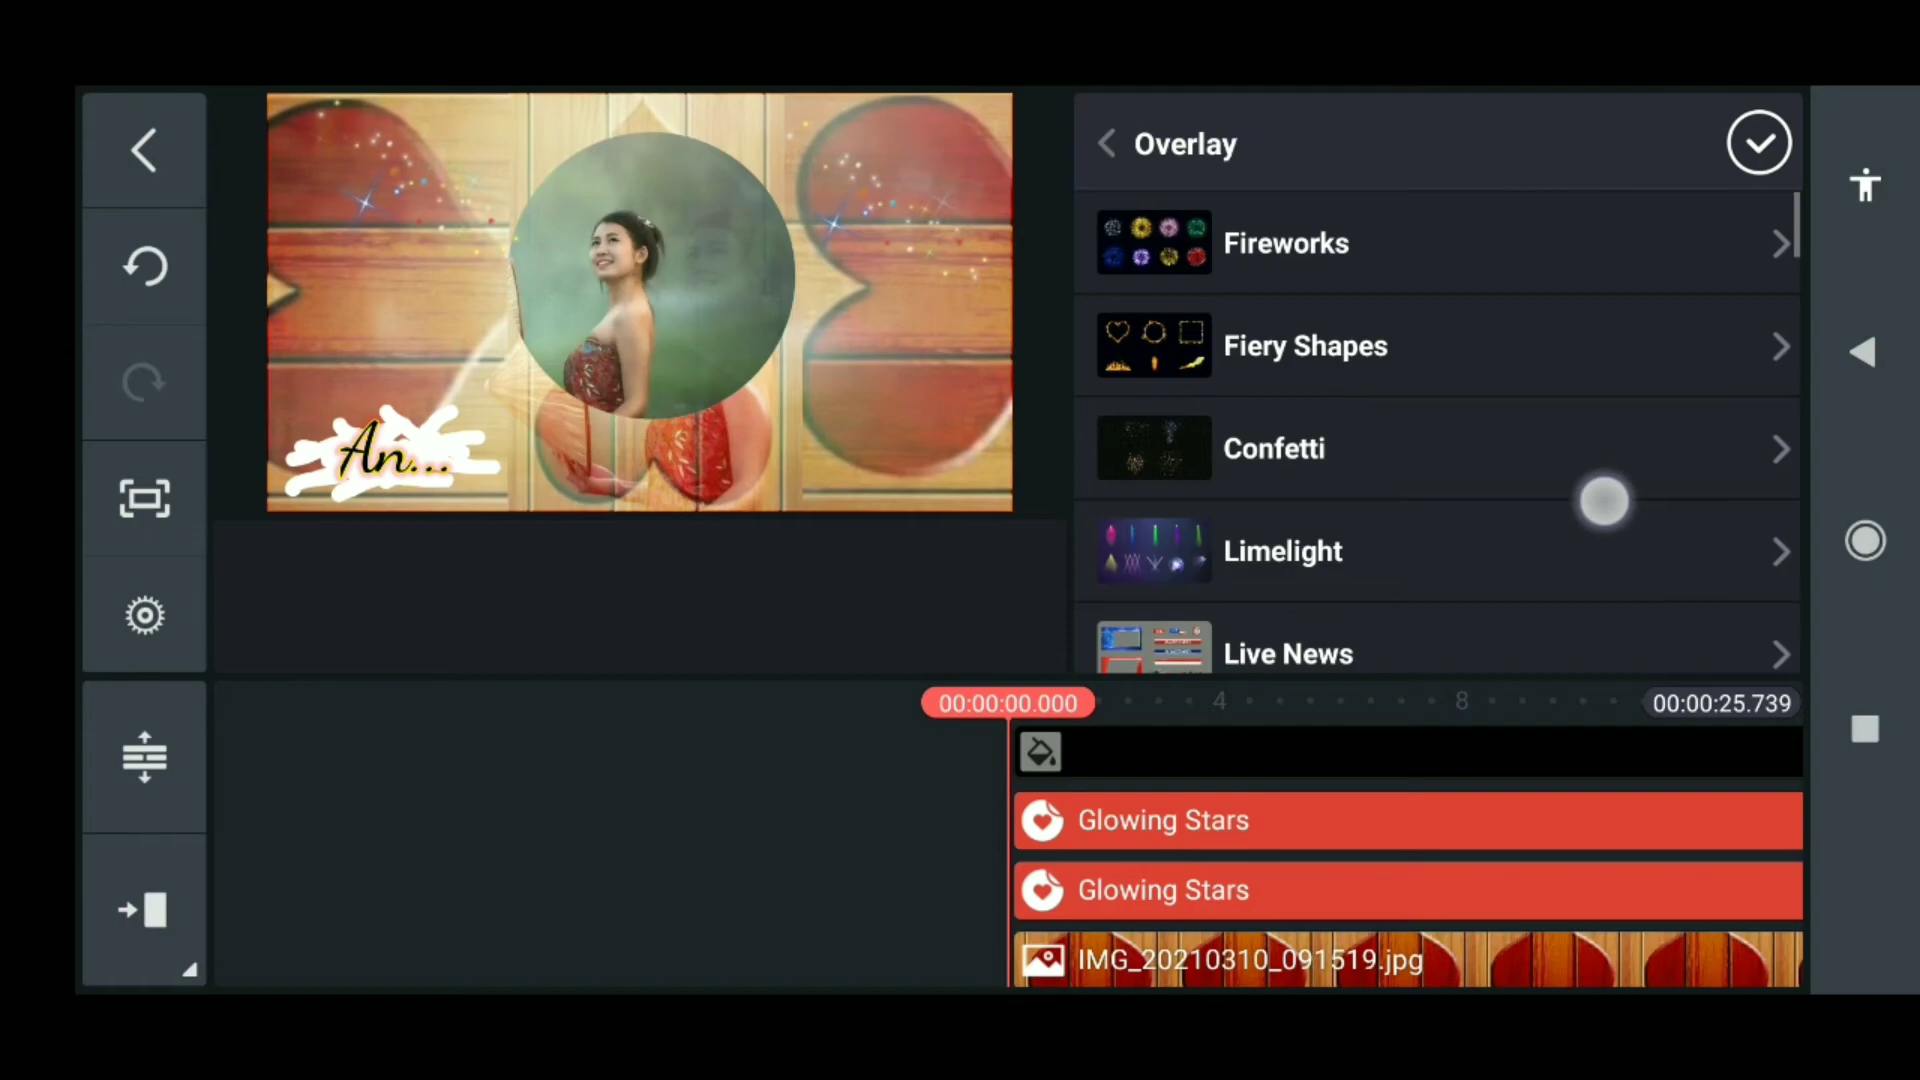 Overlay
Fireworks
Fiery Shapes
Confetti
Limelight
Live News
An...
00:00:00.000
4
8
00:00:25.739
Glowing Stars
Glowing Stars
IMG_20210310_091519.jpg